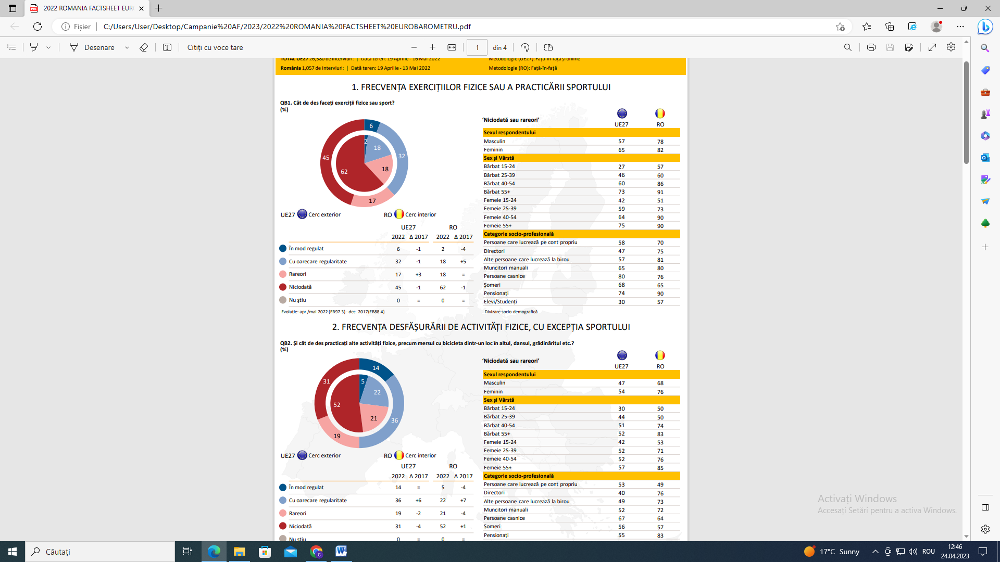 2022 ROMANIA FACTSHEET EUR
Fișier
C:/Users/User/Desktop/Campanie%20AF/2023/2022%20ROMANIA%20FACTSHEET%20EUROBAROMETRU.pdf
Desenare
Citiți cu voce tare
1
din 4
TOTAL UE27 26,580 de interviuri: | Dată teren: 19 Aprilie - 16 Mai 2022 Metodologie (UE27): Față-în-față și online
România 1,057 de interviuri: | Dată teren: 19 Aprilie - 13 Mai 2022 Metodologie (RO): Față-în-față
1. FRECVENȚA EXERCIȚIILOR FIZICE SAU A PRACTICĂRII SPORTULUI
QB1. Cât de des faceți exerciții fizice sau sport?
(%)
6
2
18
32
45
62
18
17
UE27 Cerc exterior RO Cerc interior
UE27 RO
2022 Δ 2017 2022 Δ 2017
În mod regulat 6 -1 2 -4
Cu oarecare regularitate 32 -1 18 +5
Rareori 17 +3 18 =
Niciodată 45 -1 62 -1
Nu știu 0 = 0 =
Evoluție: apr./mai 2022 (EB97.3) - dec. 2017(EB88.4)
‘Niciodată sau rareori’ UE27 RO
Sexul respondentului
Masculin 57 78
Feminin 65 82
Sex și Vârstă
Bărbat 15-24 27 57
Bărbat 25-39 46 60
Bărbat 40-54 60 86
Bărbat 55+ 73 91
Femeie 15-24 42 51
Femeie 25-39 59 73
Femeie 40-54 64 90
Femeie 55+ 75 90
Categorie socio-profesională
Persoane care lucrează pe cont propriu 58 70
Directori 47 75
Alte persoane care lucrează la birou 57 81
Muncitori manuali 65 80
Persoane casnice 80 76
Șomeri 68 65
Pensionați 74 90
Elevi/Studenți 30 57
Divizare socio-demografică
2. FRECVENȚA DESFĂȘURĂRII DE ACTIVITĂȚI FIZICE, CU EXCEPȚIA SPORTULUI
QB2. Și cât de des practicați alte activități fizice, precum mersul cu bicicleta dintr-un loc în altul, dansul, grădinăritul etc.?
(%)
14
31
5
22
52
21
36
19
UE27 Cerc exterior RO Cerc interior
UE27 RO
2022 Δ 2017 2022 Δ 2017
În mod regulat 14 = 5 -4
Cu oarecare regularitate 36 +6 22 +7
Rareori 19 -2 21 -4
Niciodată 31 -4 52 +1
Nu știu 0 = 0 =
‘Niciodată sau rareori’ UE27 RO
Sexul respondentului
Masculin 47 68
Feminin 54 76
Sex și Vârstă
Bărbat 15-24 30 50
Bărbat 25-39 44 50
Bărbat 40-54 51 74
Bărbat 55+ 52 83
Femeie 15-24 42 53
Femeie 25-39 52 71
Femeie 40-54 52 76
Femeie 55+ 57 85
Categorie socio-profesională
Persoane care lucrează pe cont propriu 53 49
Directori 40 76
Alte persoane care lucrează la birou 49 73
Muncitori manuali 52 72
Persoane casnice 67 64
Șomeri 56 57
Pensionați 55 83
Activați Windows
Accesați Setări pentru a activa Windows.
Căutați
17°C Sunny
ROU
12:46
24.04.2023